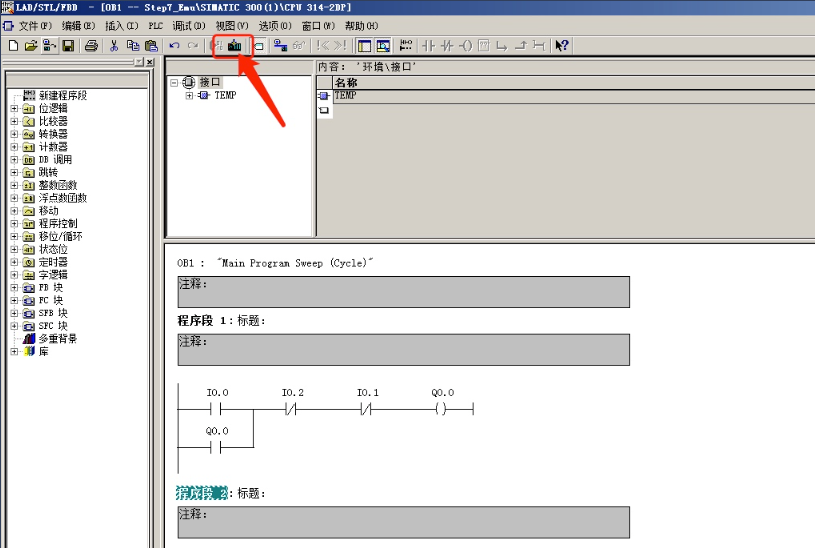 LAD/STL/FBD - [OB1 -- Step7_Emu\SIMATIC 300(1)\CPU 314-2DP]
文件(F) 编辑(E) 插入(I) PLC 调试(D) 视图(V) 选项(O) 窗口(W) 帮助(H)
新建程序段
位逻辑
比较器
转换器
计数器
DB 调用
跳转
整数函数
浮点数函数
移动
程序控制
移位/循环
状态位
定时器
字逻辑
FB 块
FC 块
SFB 块
SFC 块
多重背景
库
接口
TEMP
内容: '环境\接口'
名称
TEMP
OB1 : "Main Program Sweep (Cycle)"
注释:
程序段 1:标题:
注释:
I0.0 I0.2 I0.1 Q0.0
Q0.0
程序段 2:标题:
注释: